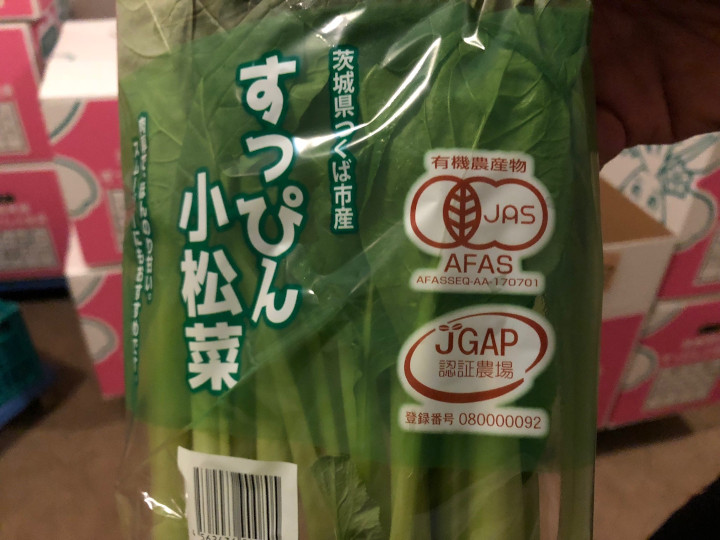 茨城県つくば市産
すっぴん
小松菜
有機農産物
JAS
AFAS
AFASSEQ-AA-170701
JGAP
認証農場
登録番号 080000092